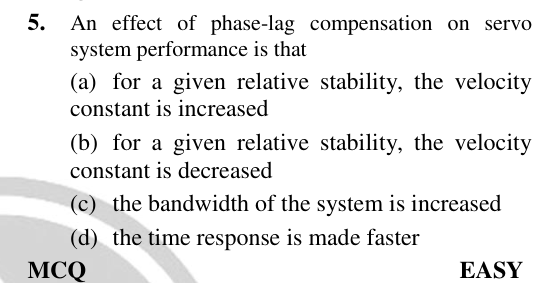 5. An effect of phase-lag compensation on servo
system performance is that
(a) for a given relative stability, the velocity
constant is increased
(b) for a given relative stability, the velocity
constant is decreased
(c) the bandwidth of the system is increased
(d) the time response is made faster
MCQ EASY